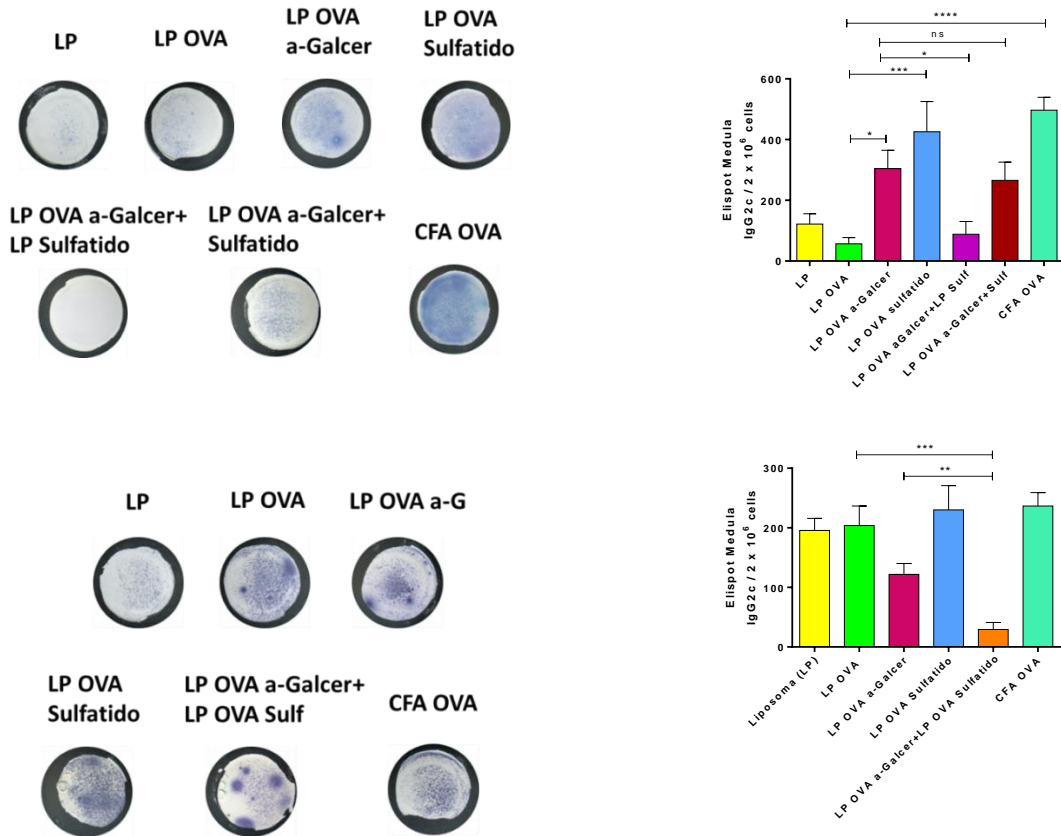 LP
LP OVA
LP OVA
a-Galcer
LP OVA
Sulfatido
LP OVA a-Galcer+
LP Sulfatido
LP OVA a-Galcer+
Sulfatido
CFA OVA
****
ns
*
***
*
600
400
200
0
Elispot Medula
IgG2c / 2 x 10⁶ cells
LP
LP OVA
LP OVA a-Galcer
LP OVA sulfatido
LP OVA aGalcer+LP Sulf
LP OVA a-Galcer+Sulf
CFA OVA
LP
LP OVA
LP OVA a-G
LP OVA
Sulfatido
LP OVA a-Galcer+
LP OVA Sulf
CFA OVA
***
**
300
200
100
0
Elispot Medula
IgG2c / 2 x 10⁶ cells
Liposoma (LP)
LP OVA
LP OVA a-Galcer
LP OVA Sulfatido
LP OVA a-Galcer+LP OVA Sulfatido
CFA OVA